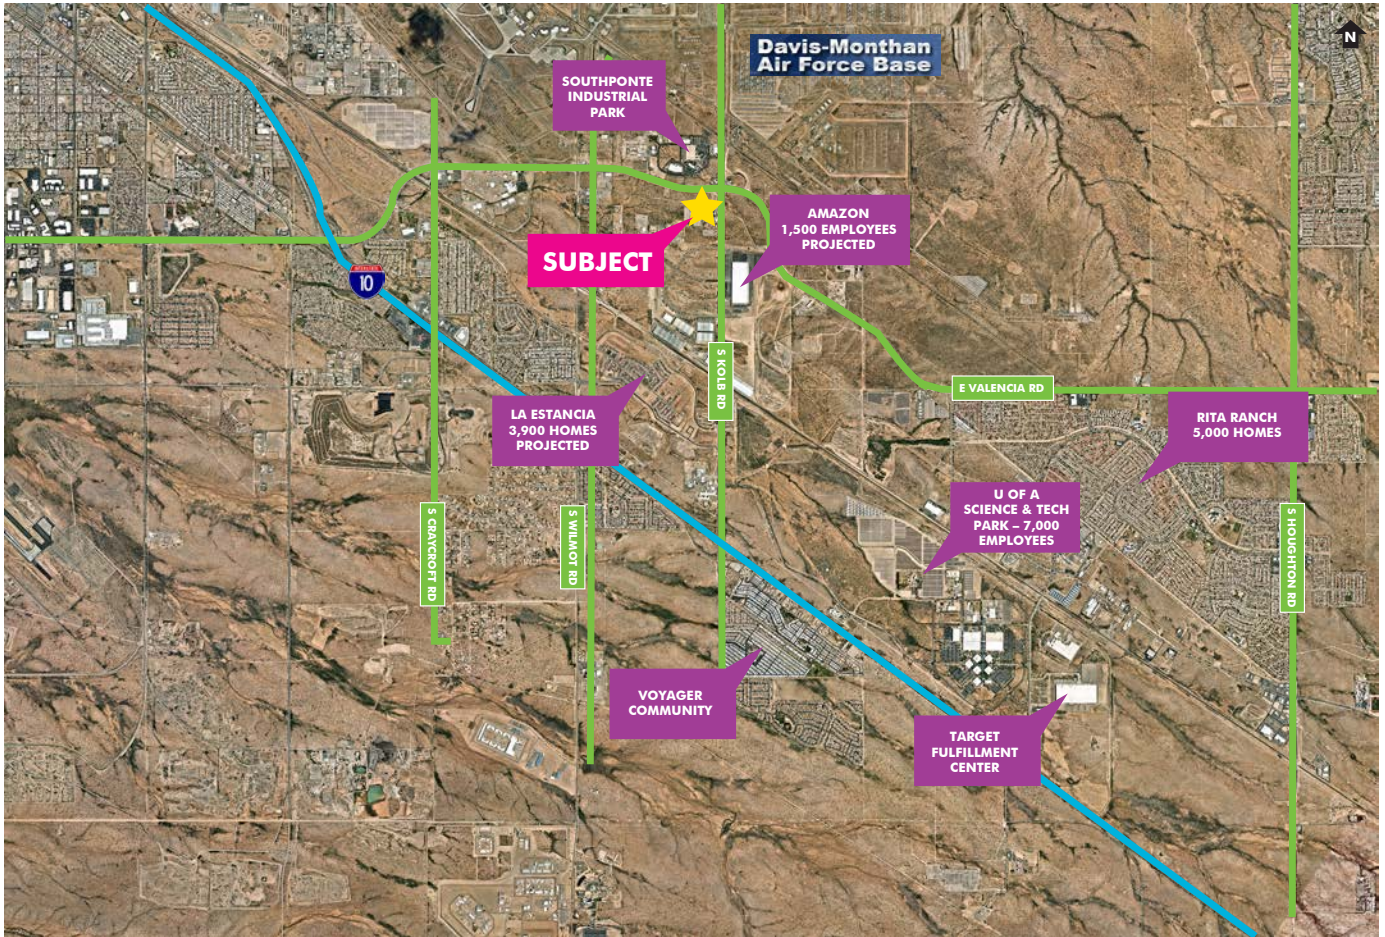 Davis-Monthan
Air Force Base
N
SOUTHPONTE
INDUSTRIAL
PARK
AMAZON
1,500 EMPLOYEES
PROJECTED
SUBJECT
INTERSTATE
10
S KOLB RD
E VALENCIA RD
LA ESTANCIA
3,900 HOMES
PROJECTED
RITA RANCH
5,000 HOMES
U OF A
SCIENCE & TECH
PARK – 7,000
EMPLOYEES
S CRAYCROFT RD
S WILMOT RD
S HOUGHTON RD
VOYAGER
COMMUNITY
TARGET
FULFILLMENT
CENTER